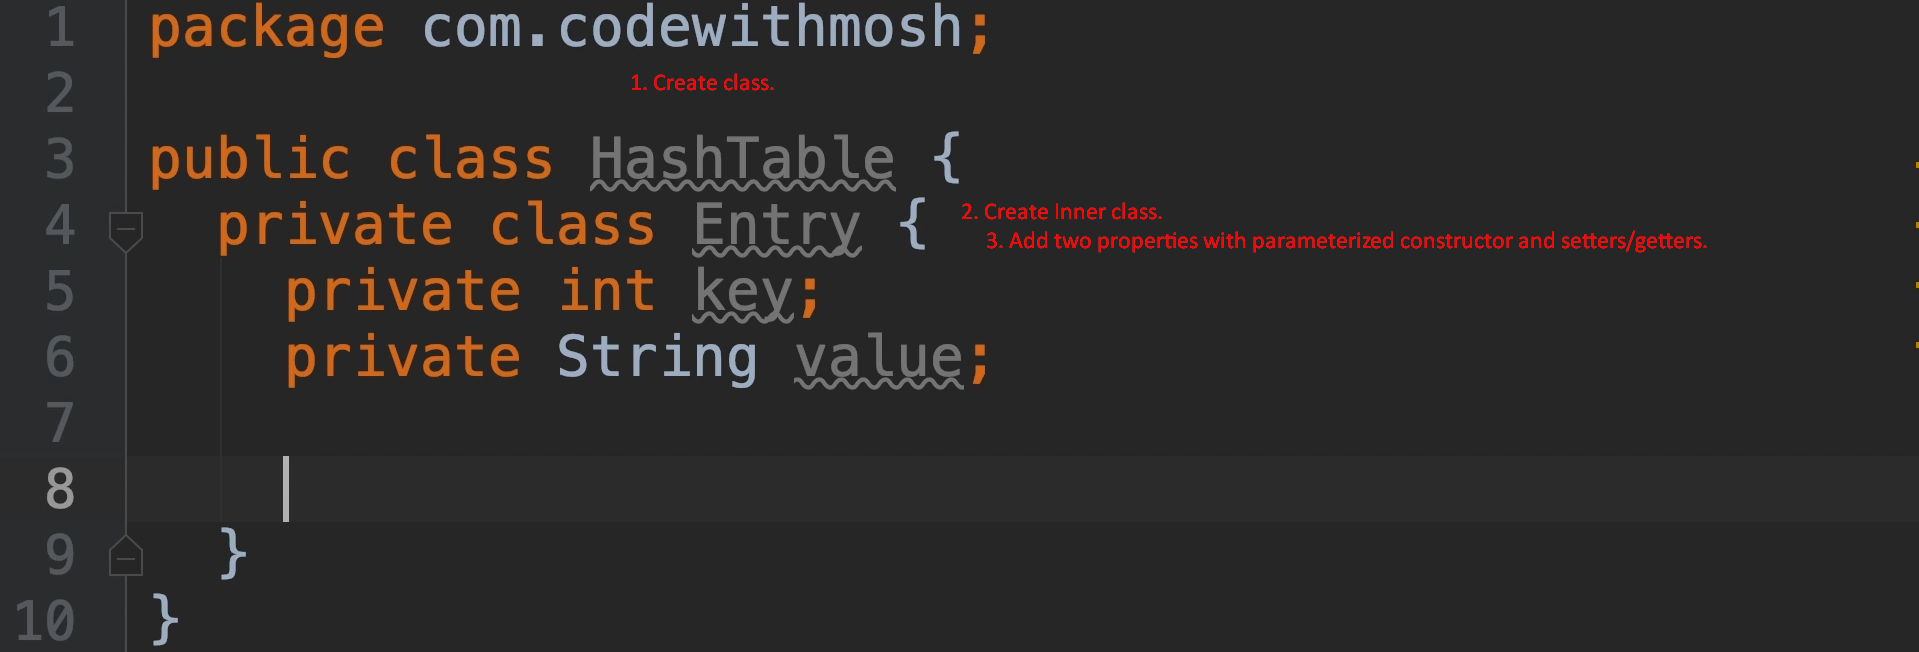 1 package com.codewithmosh;
1. Create class.
2
3 public class HashTable {
4 private class Entry { 2. Create Inner class.
3. Add two properties with parameterized constructor and setters/getters.
5 private int key;
6 private String value;
7
8
9 }
10 }